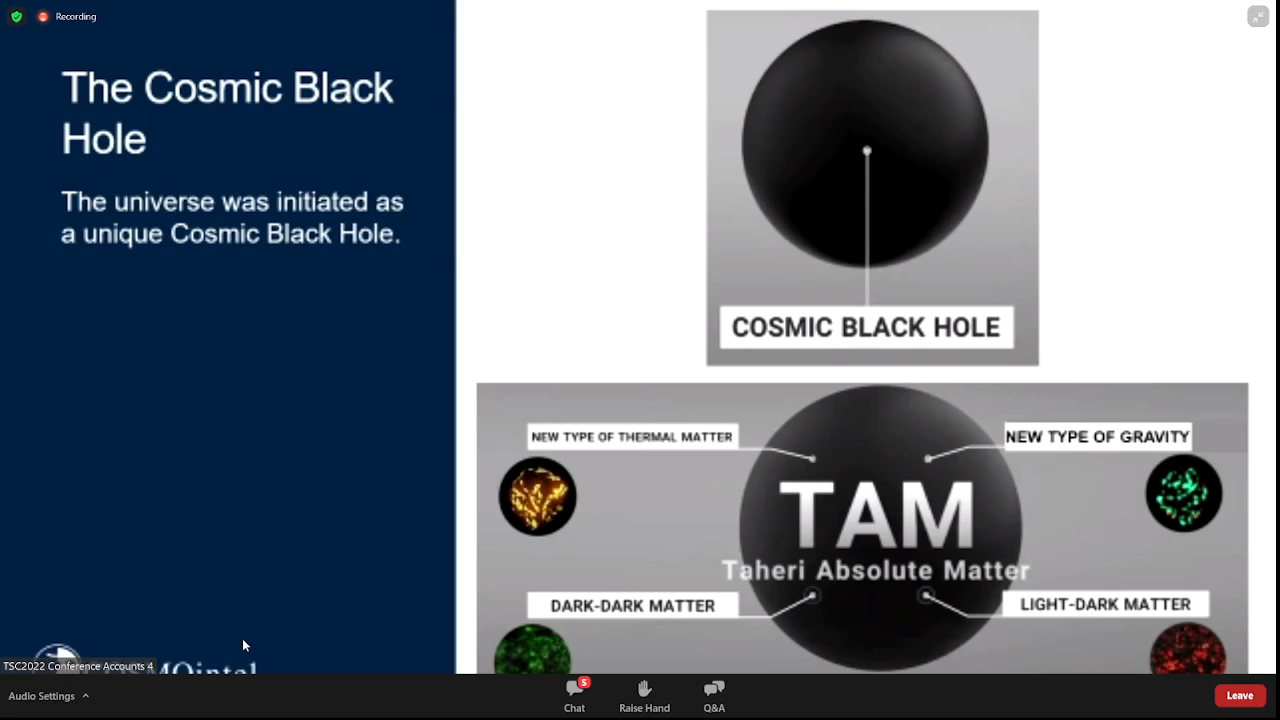 Recording
The Cosmic Black
Hole
The universe was initiated as
a unique Cosmic Black Hole.
COSMIC BLACK HOLE
NEW TYPE OF THERMAL MATTER
NEW TYPE OF GRAVITY
TAM
Taheri Absolute Matter
DARK-DARK MATTER
LIGHT-DARK MATTER
TSC2022 Conference Accounts 4
Audio Settings
5
Chat
Raise Hand
Q&A
Leave